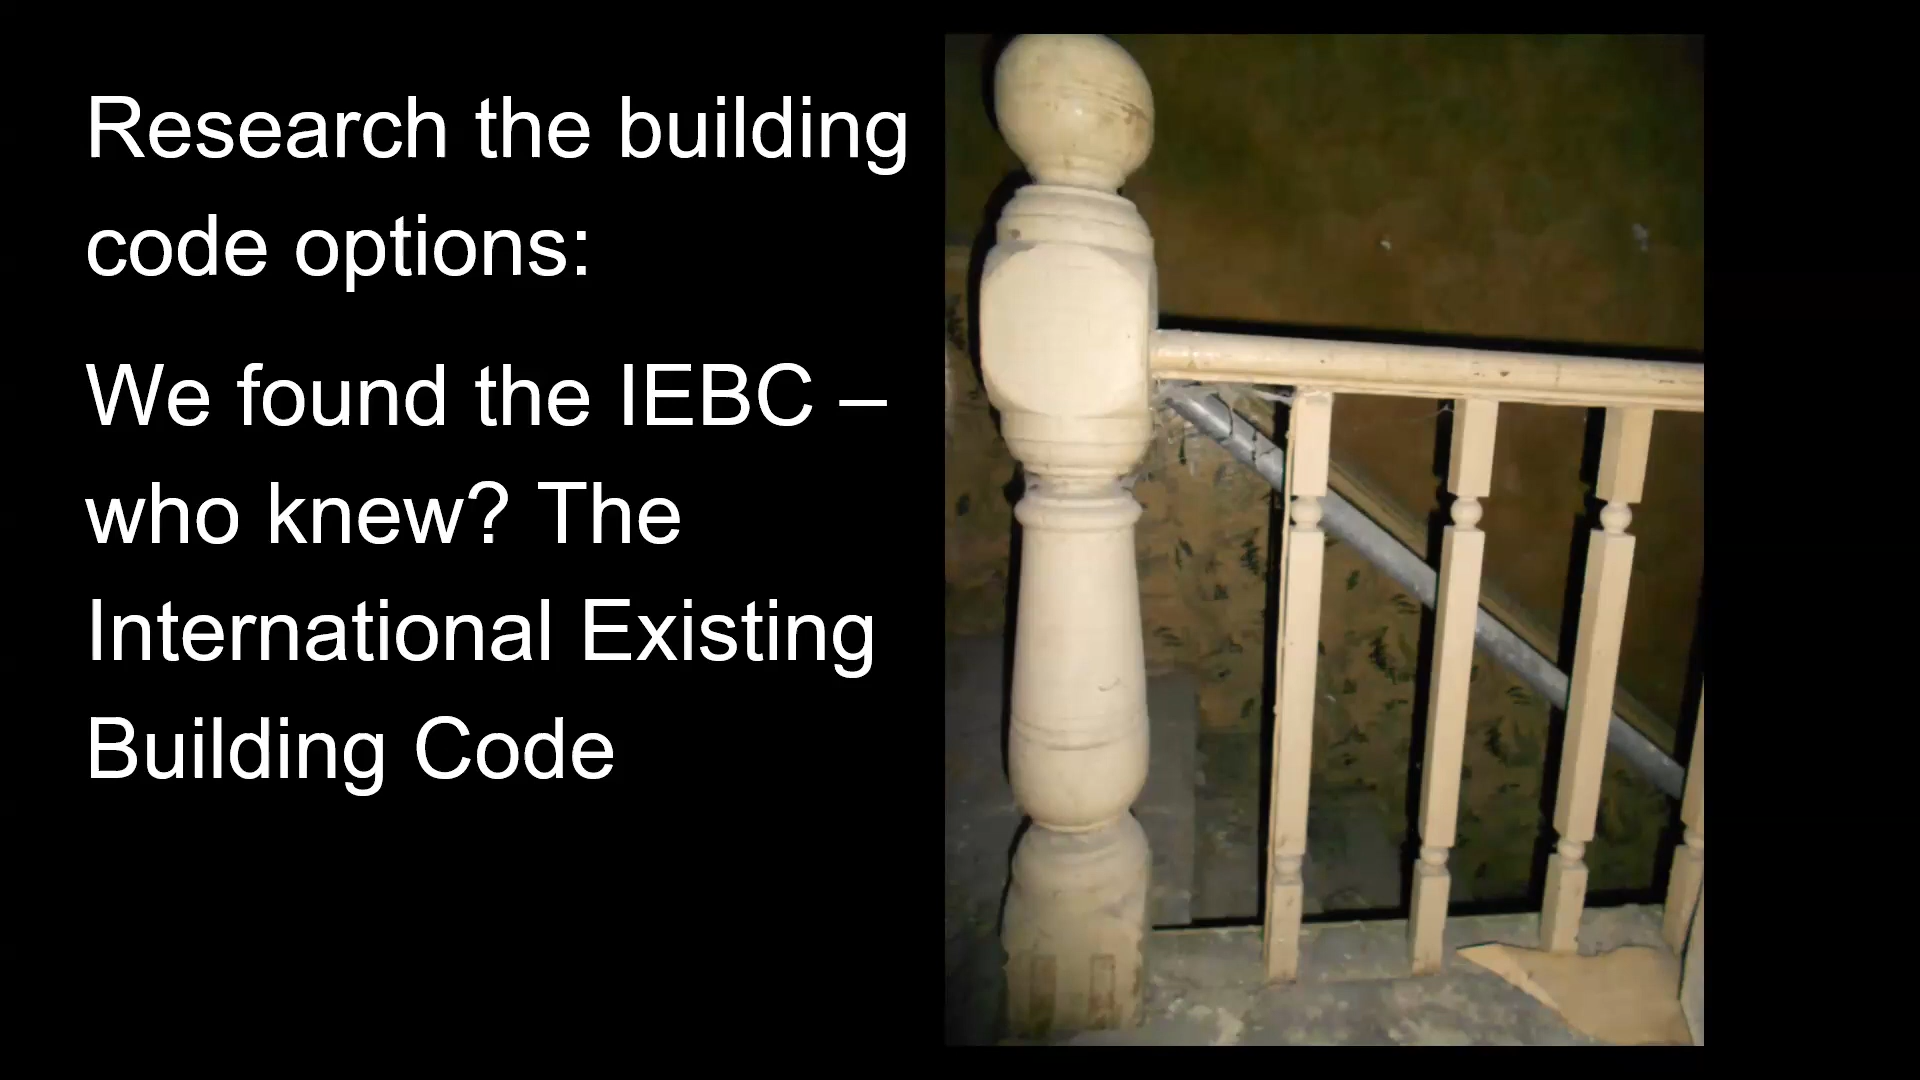 Research the building
code options:
We found the IEBC –
who knew? The
International Existing
Building Code